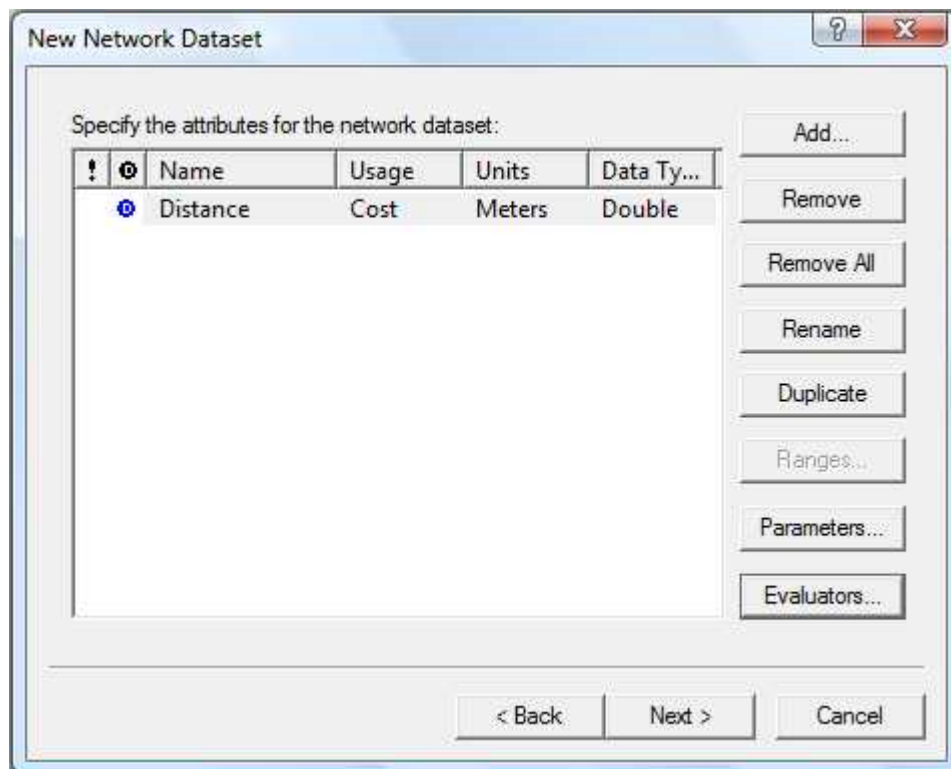 New Network Dataset
?
Specify the attributes for the network dataset:
! D Name Usage Units Data Ty...
D Distance Cost Meters Double
Add...
Remove
Remove All
Rename
Duplicate
Ranges...
Parameters...
Evaluators...
< Back Next > Cancel